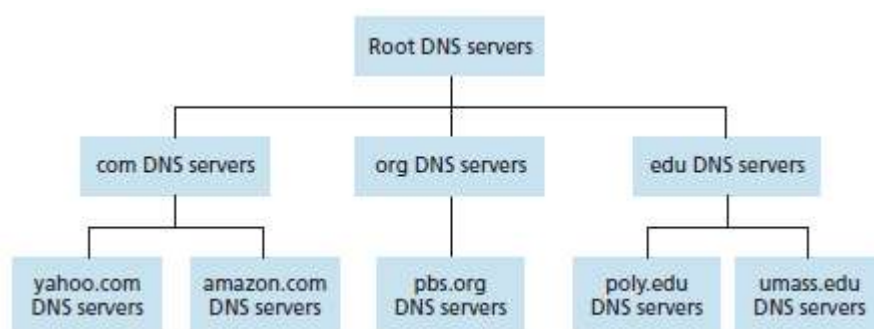 Root DNS servers
com DNS servers
org DNS servers
edu DNS servers
yahoo.com
DNS servers
amazon.com
DNS servers
pbs.org
DNS servers
poly.edu
DNS servers
umass.edu
DNS servers